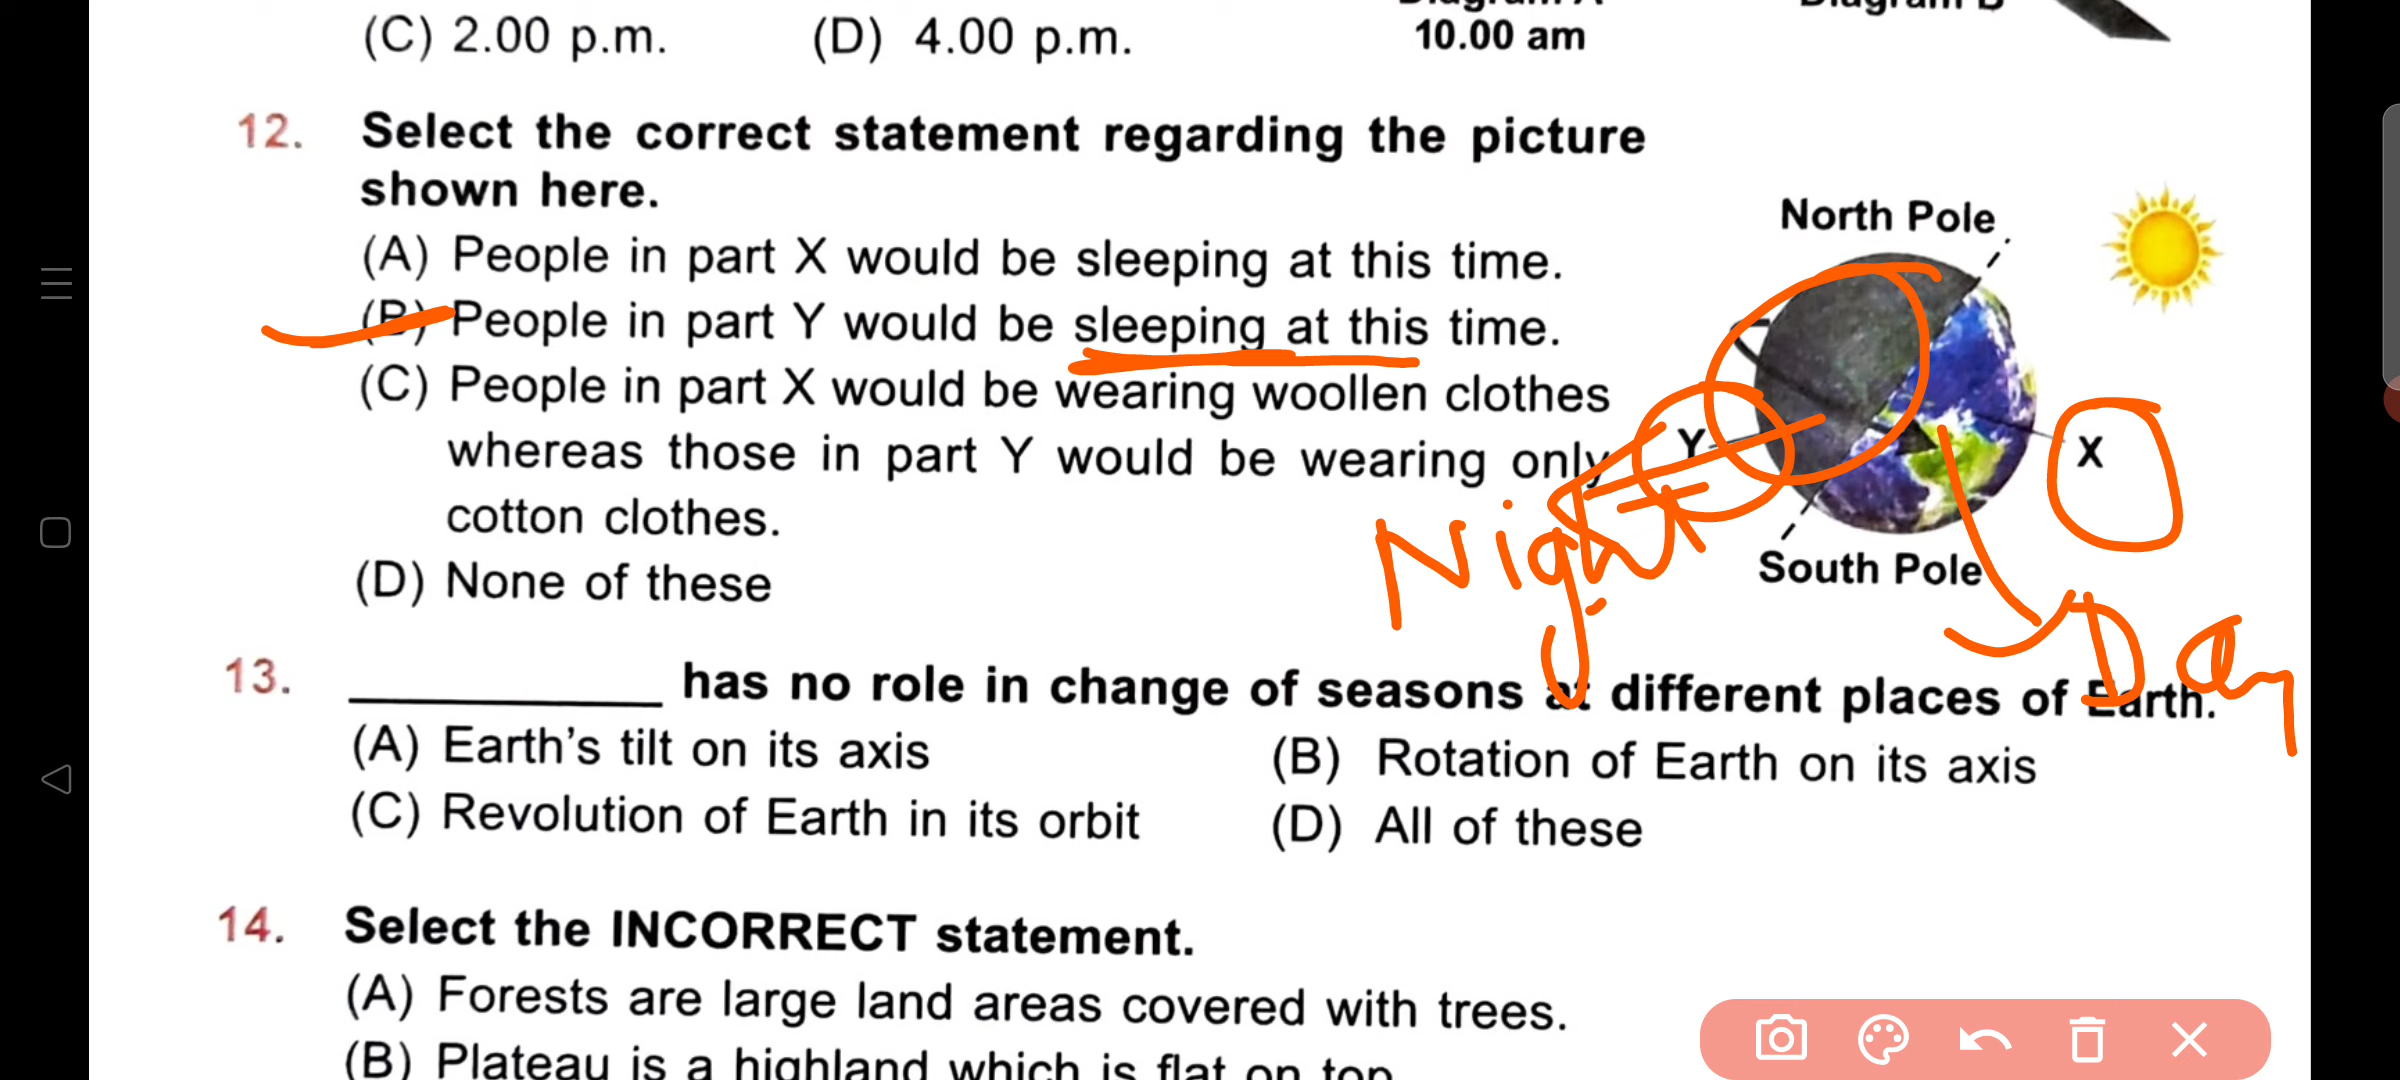 (C) 2.00 p.m. (D) 4.00 p.m.
10.00 am
12. Select the correct statement regarding the picture
shown here.
(A) People in part X would be sleeping at this time.
(B) People in part Y would be sleeping at this time.
(C) People in part X would be wearing woollen clothes
whereas those in part Y would be wearing only
cotton clothes.
(D) None of these
North Pole
Y
X
South Pole
Night
Day
13. ____________ has no role in change of seasons at different places of Earth.
(A) Earth's tilt on its axis (B) Rotation of Earth on its axis
(C) Revolution of Earth in its orbit (D) All of these
14. Select the INCORRECT statement.
(A) Forests are large land areas covered with trees.
(B) Plateau is a highland which is flat on top.